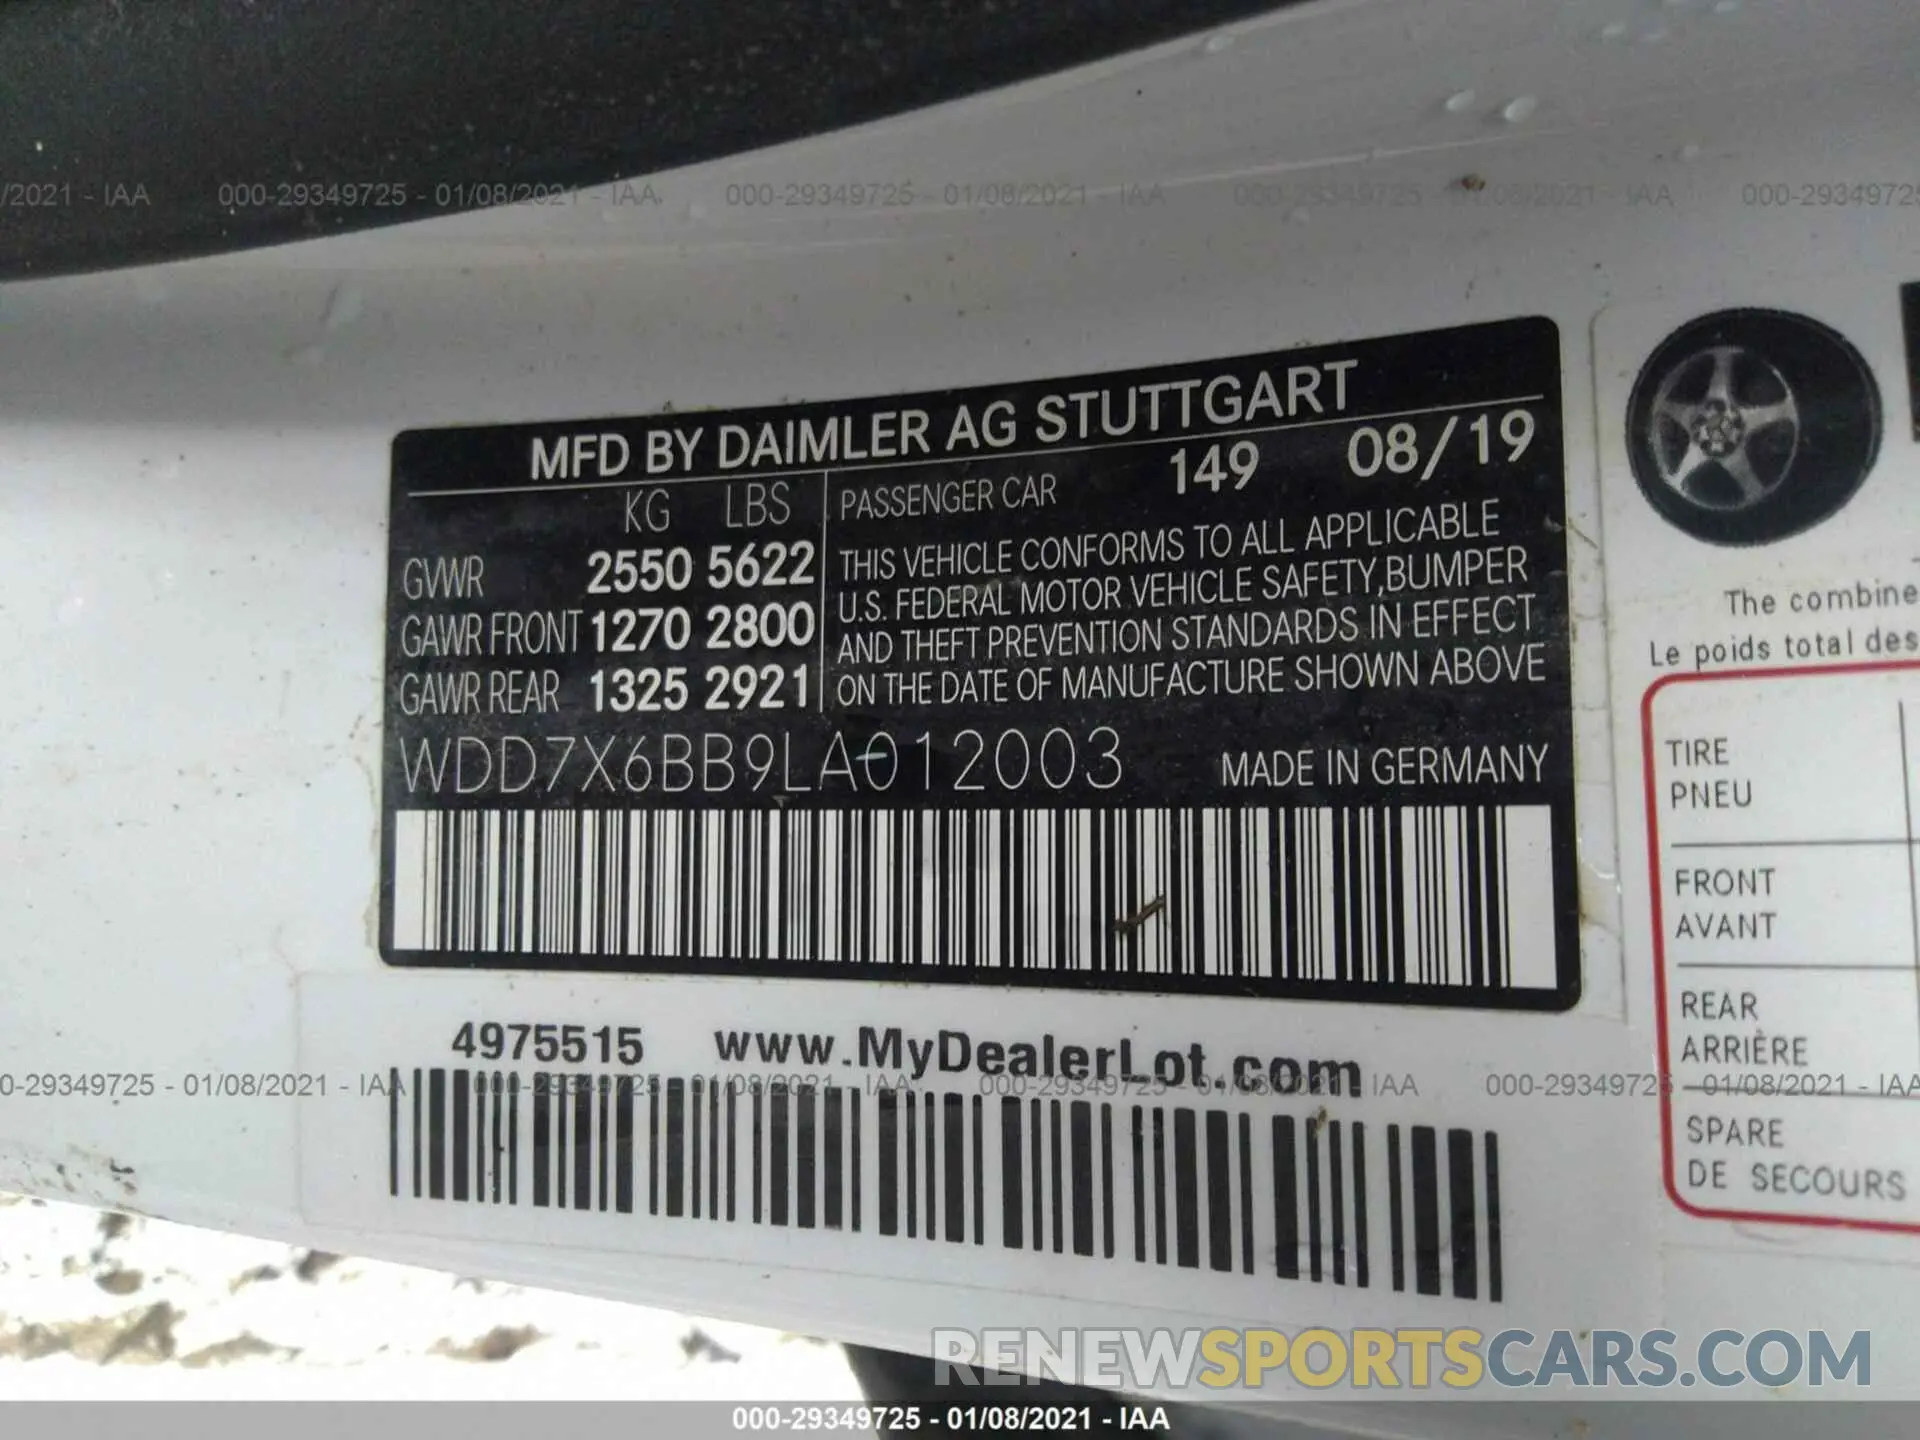 /2021 - IAA 000-29349725 - 01/08/2021 - IAA 000-29349725 - 01/08/2021 - IAA 000-29349725 - 01/08/2021 - IAA 000-29349725
MFD BY DAIMLER AG STUTTGART
KG LBS
GVWR 2550 5622
GAWR FRONT 1270 2800
GAWR REAR 1325 2921
PASSENGER CAR 149 08/19
THIS VEHICLE CONFORMS TO ALL APPLICABLE
U.S. FEDERAL MOTOR VEHICLE SAFETY,BUMPER
AND THEFT PREVENTION STANDARDS IN EFFECT
ON THE DATE OF MANUFACTURE SHOWN ABOVE
WDD7X6BB9LA012003 MADE IN GERMANY
The combine
Le poids total des
TIRE
PNEU
FRONT
AVANT
REAR
ARRIÈRE
SPARE
DE SECOURS
4975515 www.MyDealerLot.com
0-29349725 - 01/08/2021 - IAA 000-29349725 - 01/08/2021 - IAA 000-29349725 - 01/08/2021 - IAA 000-29349725 - 01/08/2021 - IAA
RENEWSPORTSCARS.COM
000-29349725 - 01/08/2021 - IAA